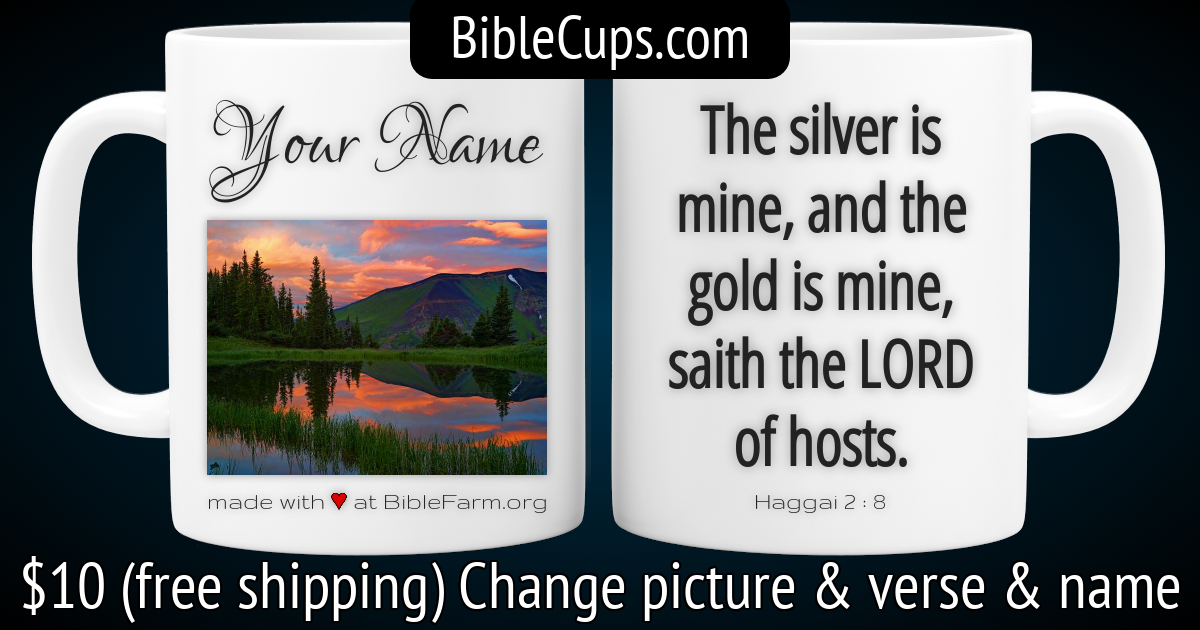 BibleCups.com
Your Name
made with ♥ at BibleFarm.org
The silver is
mine, and the
gold is mine,
saith the LORD
of hosts.
Haggai 2 : 8
$10 (free shipping) Change picture & verse & name